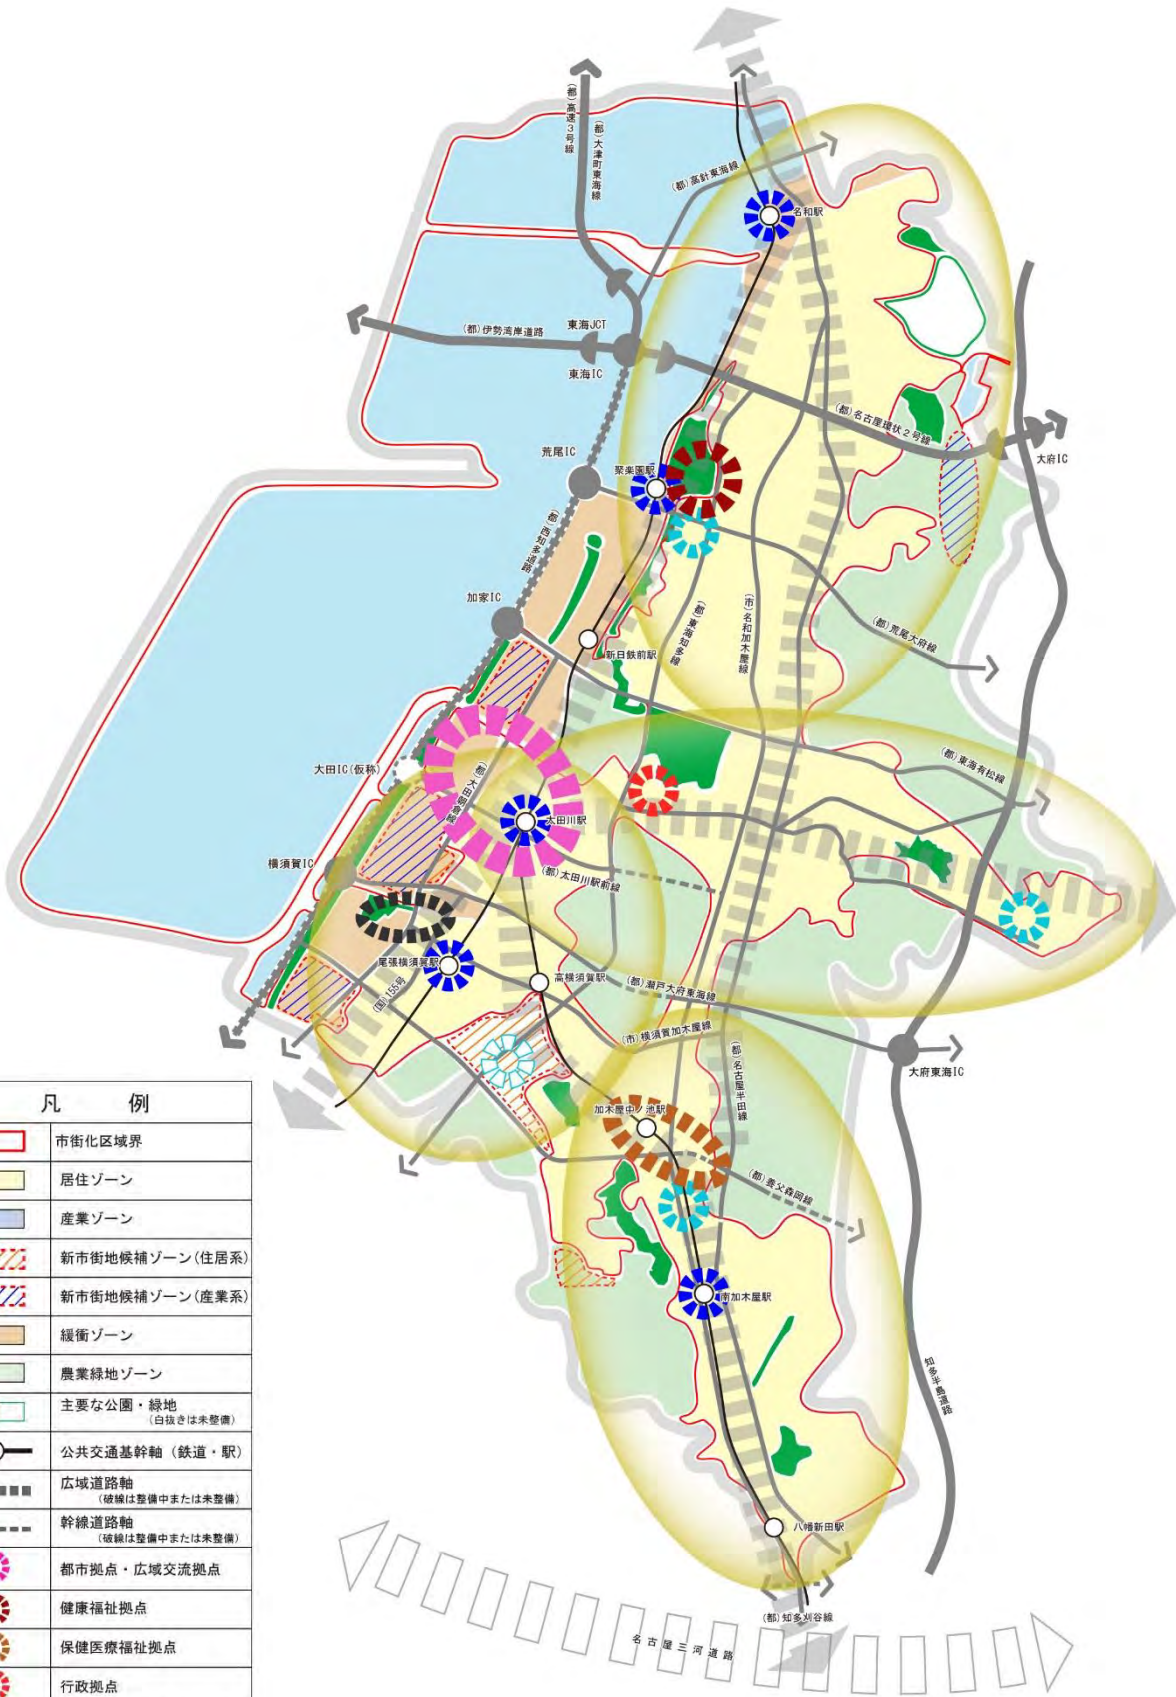 (都)高速3号線
(都)大津町東海線
(都)高針東海線
名和駅
東海JCT
(都)伊勢湾岸道路
東海IC
(都)名古屋環状2号線
大府IC
荒尾IC
聚楽園駅
(都)西知多道路
加家IC
新日鉄前駅
(都)東海知多線
(市)名和加木屋線
(都)荒尾大府線
大田IC(仮称)
(都)大田朝倉線
太田川駅
(都)東海有松線
横須賀IC
(都)太田川駅前線
尾張横須賀駅
高横須賀駅
(国)155号
(都)瀬戸大府東海線
(市)横須賀加木屋線
(都)名古屋半田線
大府東海IC
加木屋中ノ池駅
(都)養父森岡線
南加木屋駅
知多半島道路
八幡新田駅
(都)知多刈谷線
名古屋三河道路
凡 例
市街化区域界
居住ゾーン
産業ゾーン
新市街地候補ゾーン(住居系)
新市街地候補ゾーン(産業系)
緩衝ゾーン
農業緑地ゾーン
主要な公園・緑地
(白抜きは未整備)
公共交通基幹軸（鉄道・駅）
広域道路軸
(破線は整備中または未整備)
幹線道路軸
(破線は整備中または未整備)
都市拠点・広域交流拠点
健康福祉拠点
保健医療福祉拠点
行政拠点